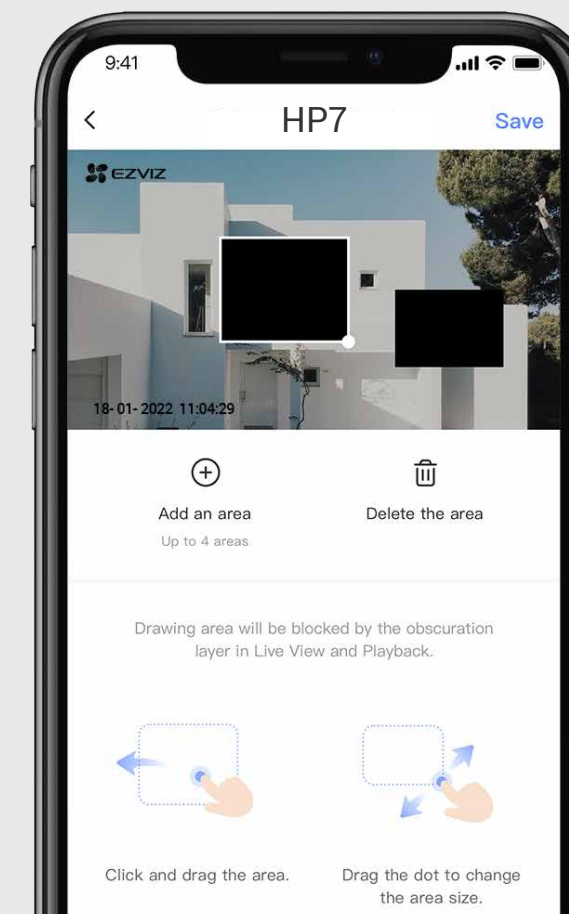 9:41
HP7
Save
EZVIZ
18-01-2022 11:04:29
Add an area
Delete the area
Up to 4 areas
Drawing area will be blocked by the obscuration
layer in Live View and Playback.
Click and drag the area.
Drag the dot to change
the area size.